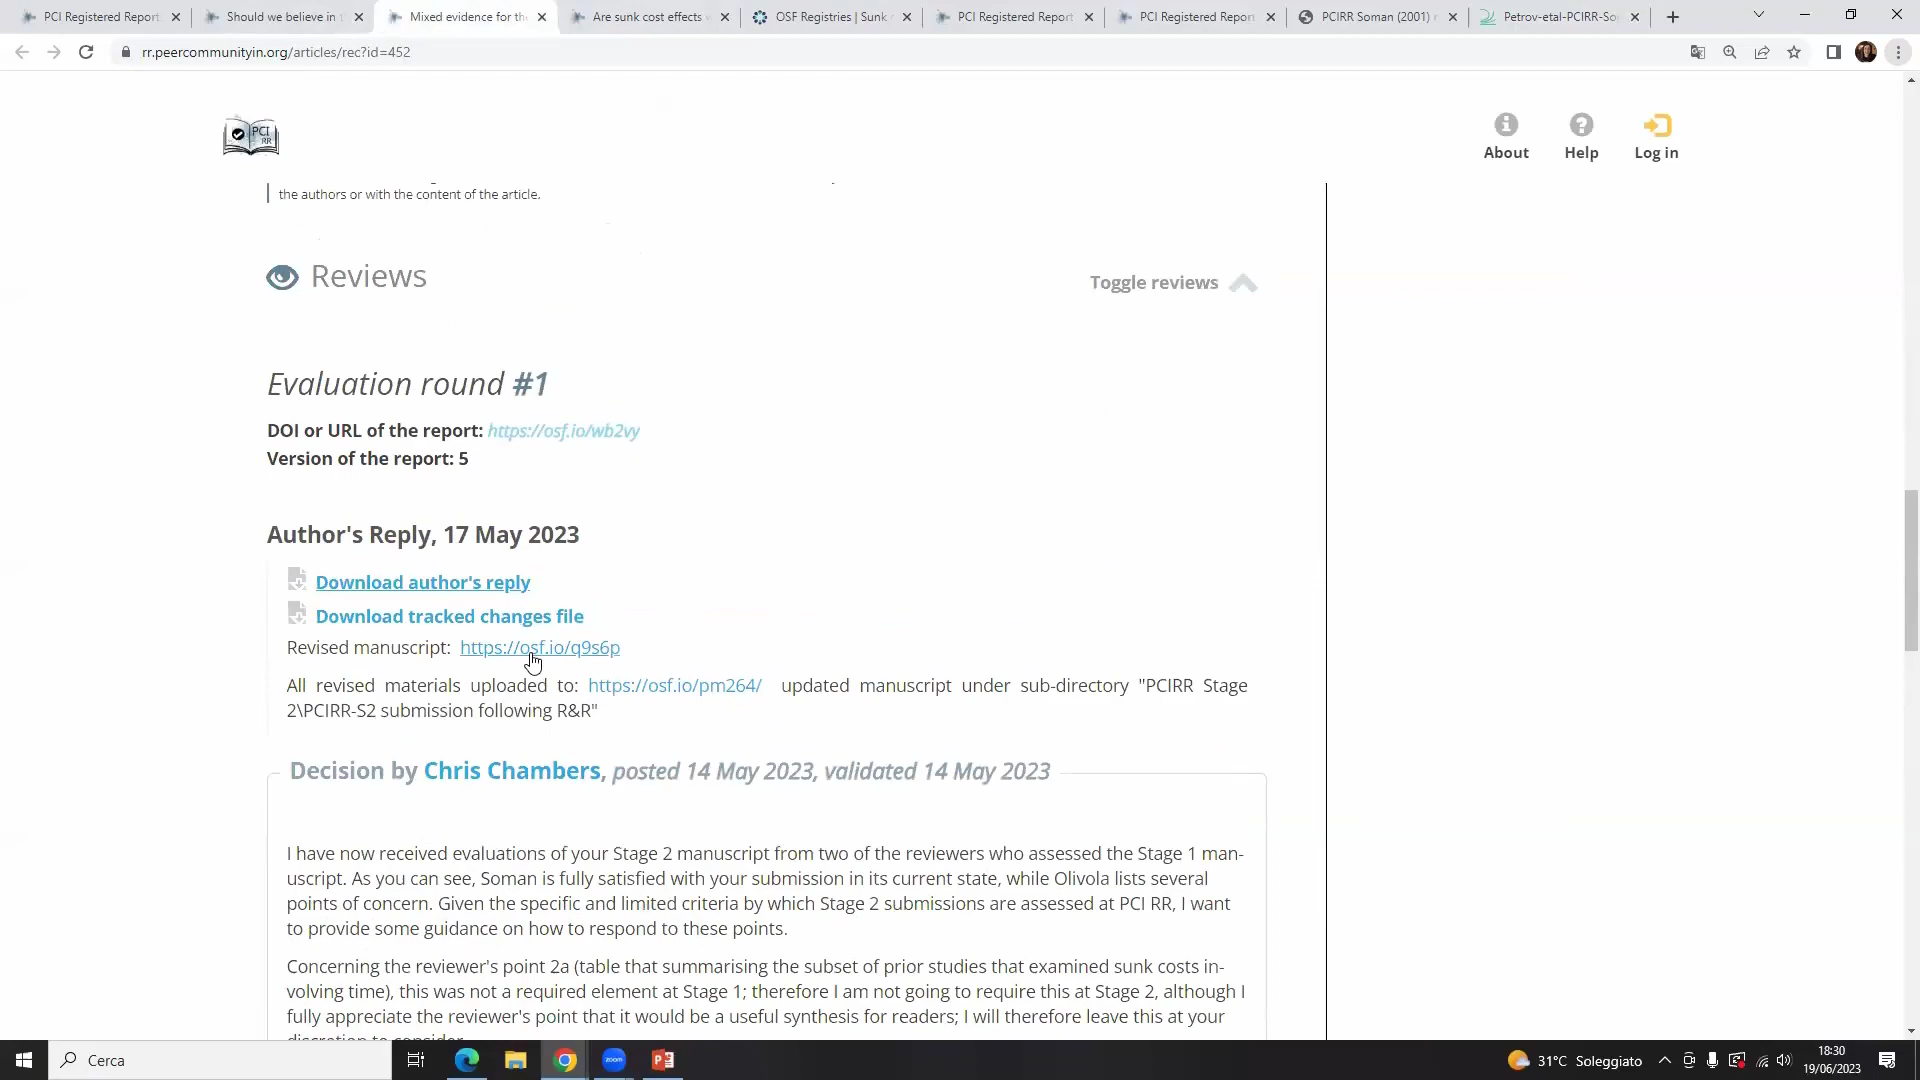 PCI Registered Report
Should we believe in
Mixed evidence for the
Are sunk cost effects
OSF Registries | Sunk
PCI Registered Report
PCI Registered Report
PCIRR Soman (2001)
Petrov-etal-PCIRR-So
rr.peercommunityin.org/articles/rec?id=452
PCI
RR
About
Help
Log in
the authors or with the content of the article.
Reviews
Toggle reviews
Evaluation round #1
DOI or URL of the report: https://osf.io/wb2vy
Version of the report: 5
Author's Reply, 17 May 2023
Download author's reply
Download tracked changes file
Revised manuscript: https://osf.io/q9s6p
All revised materials uploaded to: https://osf.io/pm264/ updated manuscript under sub-directory "PCIRR Stage
2\PCIRR-S2 submission following R&R"
Decision by Chris Chambers, posted 14 May 2023, validated 14 May 2023
I have now received evaluations of your Stage 2 manuscript from two of the reviewers who assessed the Stage 1 man-
uscript. As you can see, Soman is fully satisfied with your submission in its current state, while Olivola lists several
points of concern. Given the specific and limited criteria by which Stage 2 submissions are assessed at PCI RR, I want
to provide some guidance on how to respond to these points.
Concerning the reviewer's point 2a (table that summarising the subset of prior studies that examined sunk costs in-
volving time), this was not a required element at Stage 1; therefore I am not going to require this at Stage 2, although I
fully appreciate the reviewer's point that it would be a useful synthesis for readers; I will therefore leave this at your
discretion to consider
Cerca
zoom
31°C Soleggiato
18:30
19/06/2023